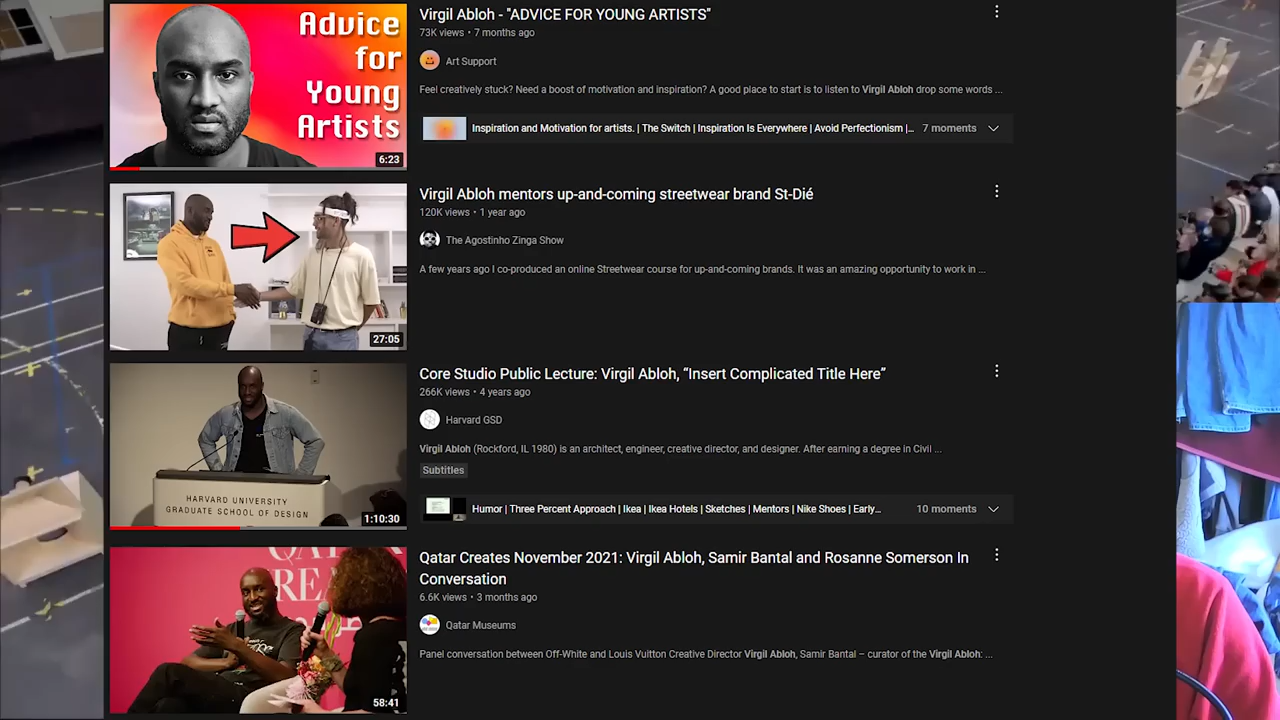 Advice
for
Young
Artists
6:23
Virgil Abloh - "ADVICE FOR YOUNG ARTISTS"
73K views • 7 months ago
Art Support
Feel creatively stuck? Need a boost of motivation and inspiration? A good place to start is to listen to Virgil Abloh drop some words ...
Inspiration and Motivation for artists. | The Switch | Inspiration Is Everywhere | Avoid Perfectionism |... 7 moments
27:05
Virgil Abloh mentors up-and-coming streetwear brand St-Dié
120K views • 1 year ago
The Agostinho Zinga Show
A few years ago I co-produced an online Streetwear course for up-and-coming brands. It was an amazing opportunity to work in ...
HARVARD UNIVERSITY
GRADUATE SCHOOL OF DESIGN
1:10:30
Core Studio Public Lecture: Virgil Abloh, “Insert Complicated Title Here”
266K views • 4 years ago
Harvard GSD
Virgil Abloh (Rockford, IL 1980) is an architect, engineer, creative director, and designer. After earning a degree in Civil ...
Subtitles
Humor | Three Percent Approach | Ikea | Ikea Hotels | Sketches | Mentors | Nike Shoes | Early... 10 moments
58:41
Qatar Creates November 2021: Virgil Abloh, Samir Bantal and Rosanne Somerson In
Conversation
6.6K views • 3 months ago
Qatar Museums
Panel conversation between Off-White and Louis Vuitton Creative Director Virgil Abloh, Samir Bantal – curator of the Virgil Abloh: ...